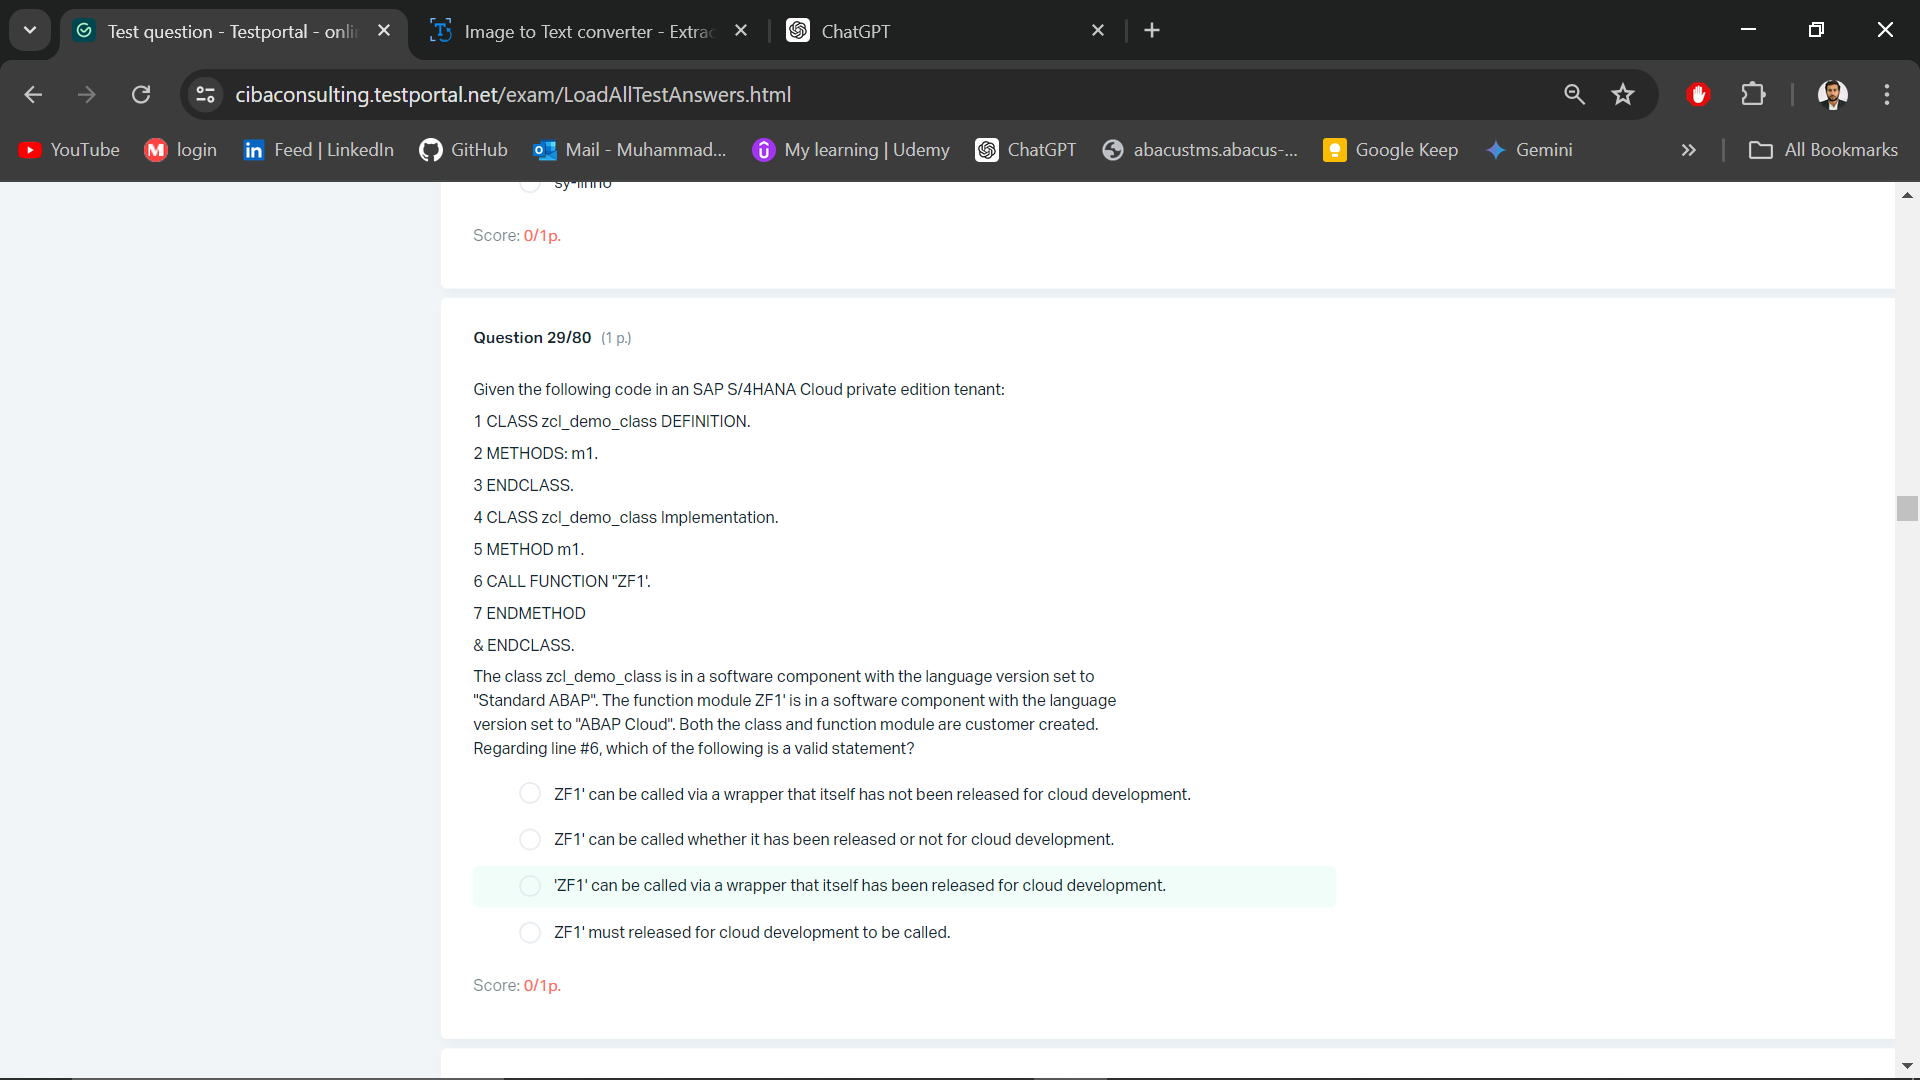 Test question - Testportal - onli
Image to Text converter - Extrac
ChatGPT
cibaconsulting.testportal.net/exam/LoadAllTestAnswers.html
YouTube
login
Feed | LinkedIn
GitHub
Mail - Muhammad...
My learning | Udemy
ChatGPT
abacustms.abacus-...
Google Keep
Gemini
All Bookmarks
sy-linno
Score: 0/1p.
Question 29/80 (1 p.)
Given the following code in an SAP S/4HANA Cloud private edition tenant:
1 CLASS zcl_demo_class DEFINITION.
2 METHODS: m1.
3 ENDCLASS.
4 CLASS zcl_demo_class Implementation.
5 METHOD m1.
6 CALL FUNCTION "ZF1'.
7 ENDMETHOD
& ENDCLASS.
The class zcl_demo_class is in a software component with the language version set to
"Standard ABAP". The function module ZF1' is in a software component with the language
version set to "ABAP Cloud". Both the class and function module are customer created.
Regarding line #6, which of the following is a valid statement?
ZF1' can be called via a wrapper that itself has not been released for cloud development.
ZF1' can be called whether it has been released or not for cloud development.
'ZF1' can be called via a wrapper that itself has been released for cloud development.
ZF1' must released for cloud development to be called.
Score: 0/1p.